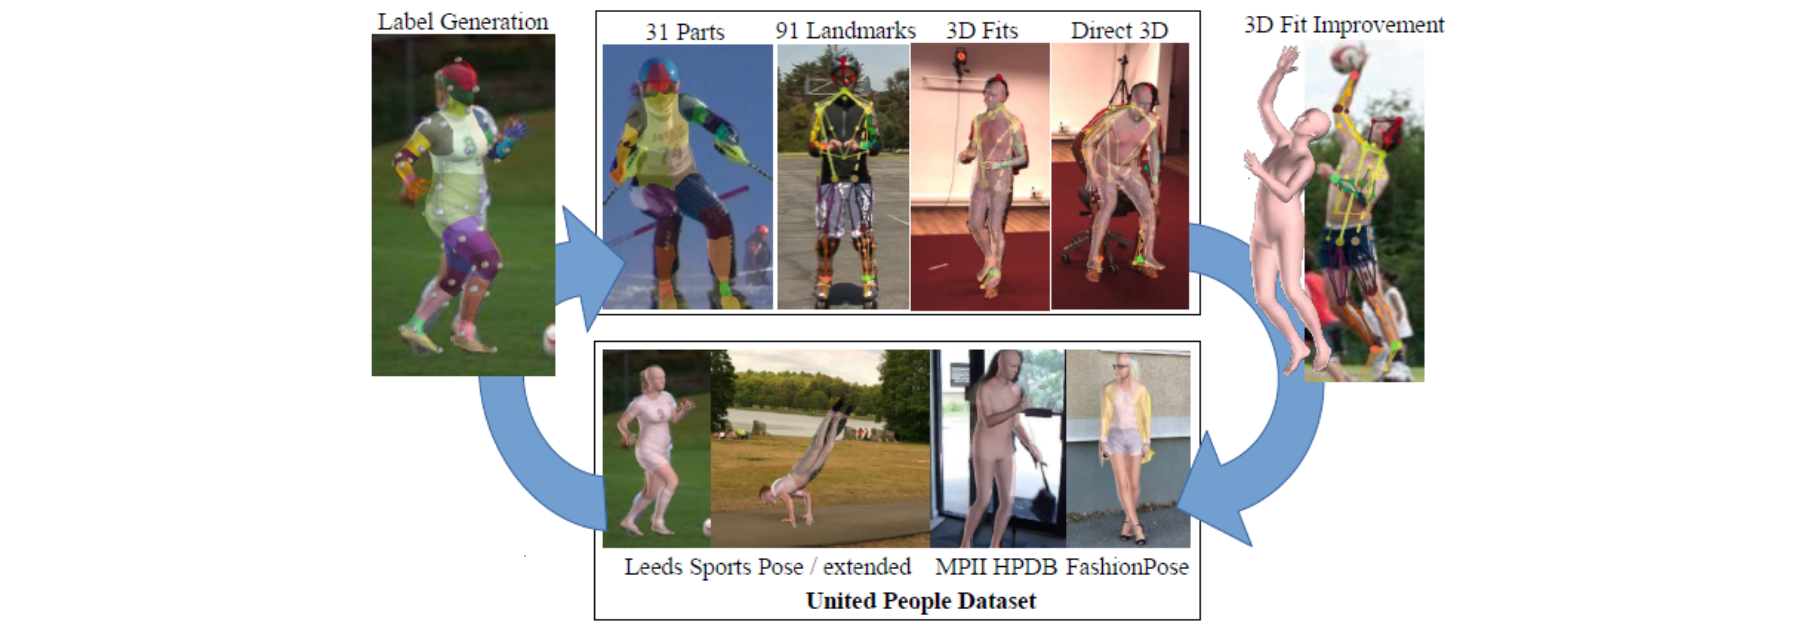 Label Generation
31 Parts
91 Landmarks
3D Fits
Direct 3D
3D Fit Improvement
Leeds Sports Pose / extended
MPII HPDB
FashionPose
United People Dataset